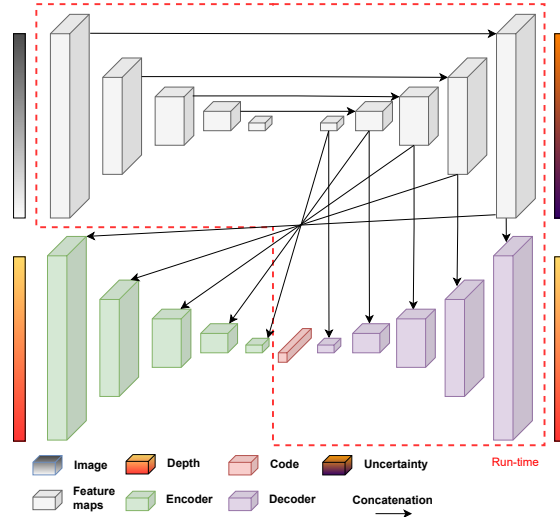 Run-time
Image
Depth
Code
Uncertainty
Feature
maps
Encoder
Decoder
Concatenation